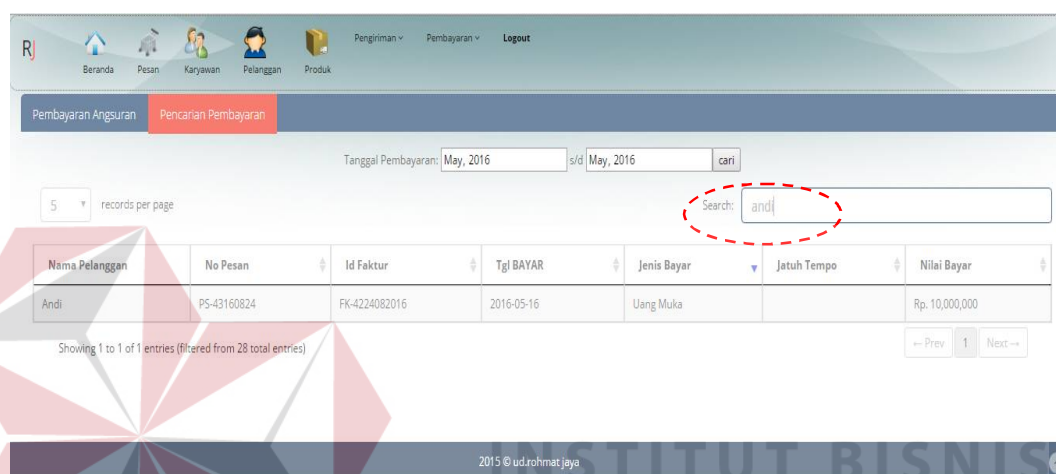 RJ
Beranda Pesan Karyawan Pelanggan Produk Pengiriman Pembayaran Logout
Pembayaran Angsuran Pencarian Pembayaran
Tanggal Pembayaran: May, 2016 s/d May, 2016 cari
5 records per page Search: andi
Nama Pelanggan No Pesan Id Faktur Tgl BAYAR Jenis Bayar Jatuh Tempo Nilai Bayar
Andi PS-43160824 FK-4224082016 2016-05-16 Uang Muka Rp. 10,000,000
Showing 1 to 1 of 1 entries (filtered from 28 total entries) ← Prev 1 Next →
2015 © ud.rohmat jaya
INSTITUT BISNIS